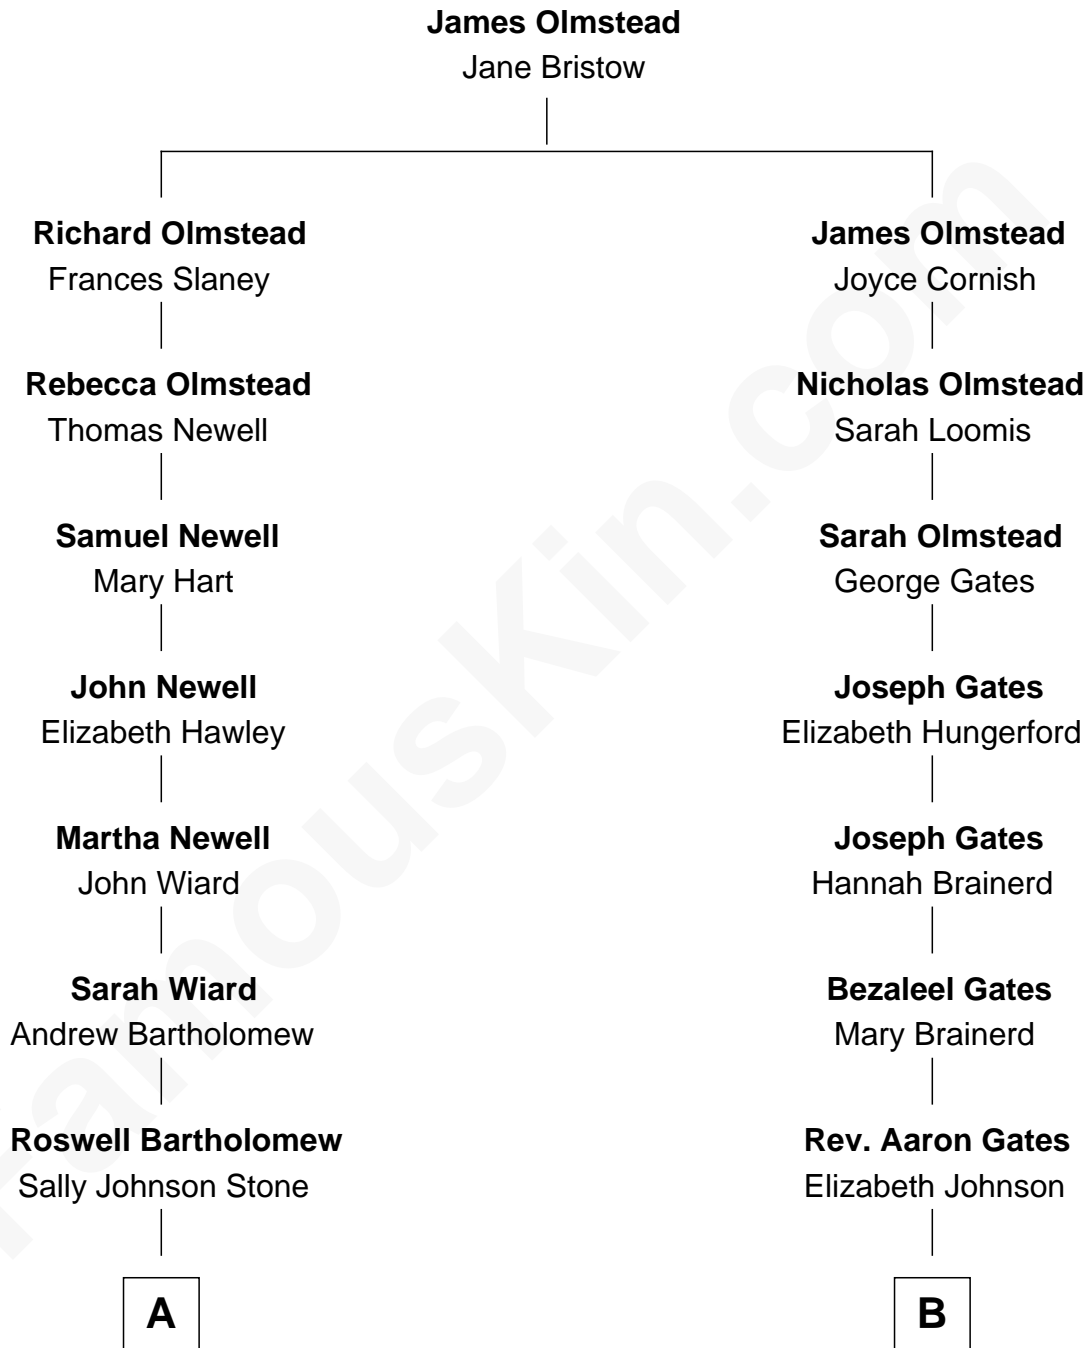 James Olmstead
Jane Bristow
Richard Olmstead
Frances Slaney
Rebecca Olmstead
Thomas Newell
Samuel Newell
Mary Hart
John Newell
Elizabeth Hawley
Martha Newell
John Wiard
Sarah Wiard
Andrew Bartholomew
Roswell Bartholomew
Sally Johnson Stone
A
James Olmstead
Joyce Cornish
Nicholas Olmstead
Sarah Loomis
Sarah Olmstead
George Gates
Joseph Gates
Elizabeth Hungerford
Joseph Gates
Hannah Brainerd
Bezaleel Gates
Mary Brainerd
Rev. Aaron Gates
Elizabeth Johnson
B
FamousKin.com